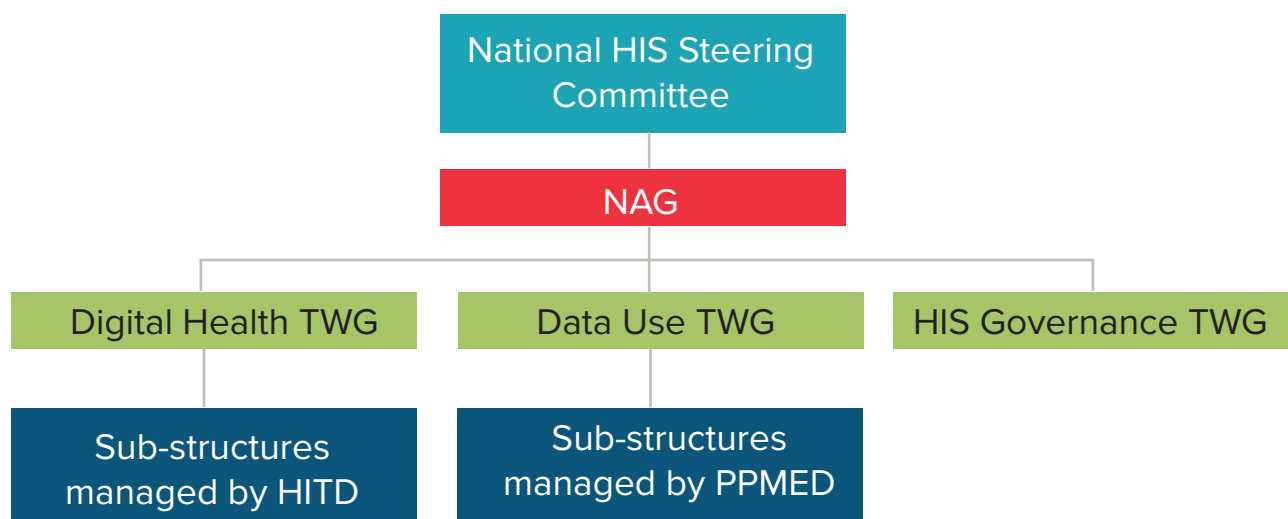 National HIS Steering
Committee
NAG
Digital Health TWG
Data Use TWG
HIS Governance TWG
Sub-structures
managed by HITD
Sub-structures
managed by PPMED